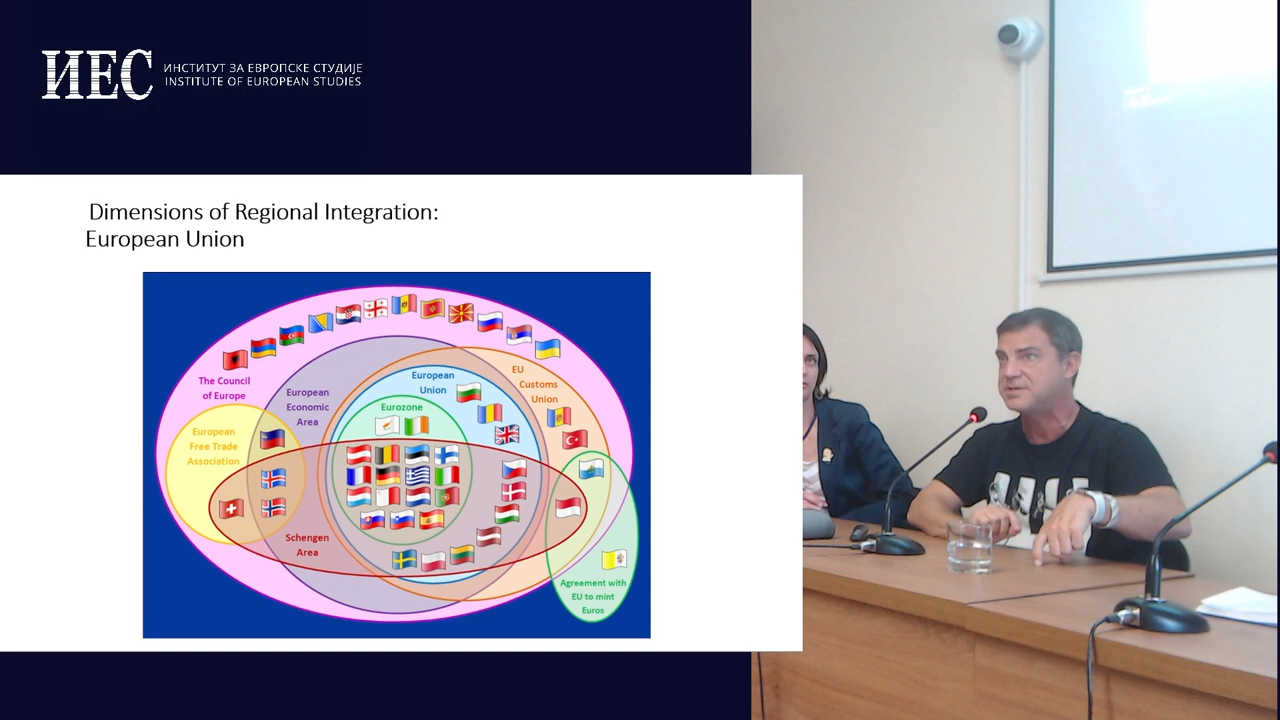 ИЕС
ИНСТИТУТ ЗА ЕВРОПСКЕ СТУДИЈЕ
INSTITUTE OF EUROPEAN STUDIES
Dimensions of Regional Integration:
European Union
The Council
of Europe
European
Economic
Area
European
Union
EU
Customs
Union
Eurozone
European
Free Trade
Association
Schengen
Area
Agreement with
EU to mint
Euros